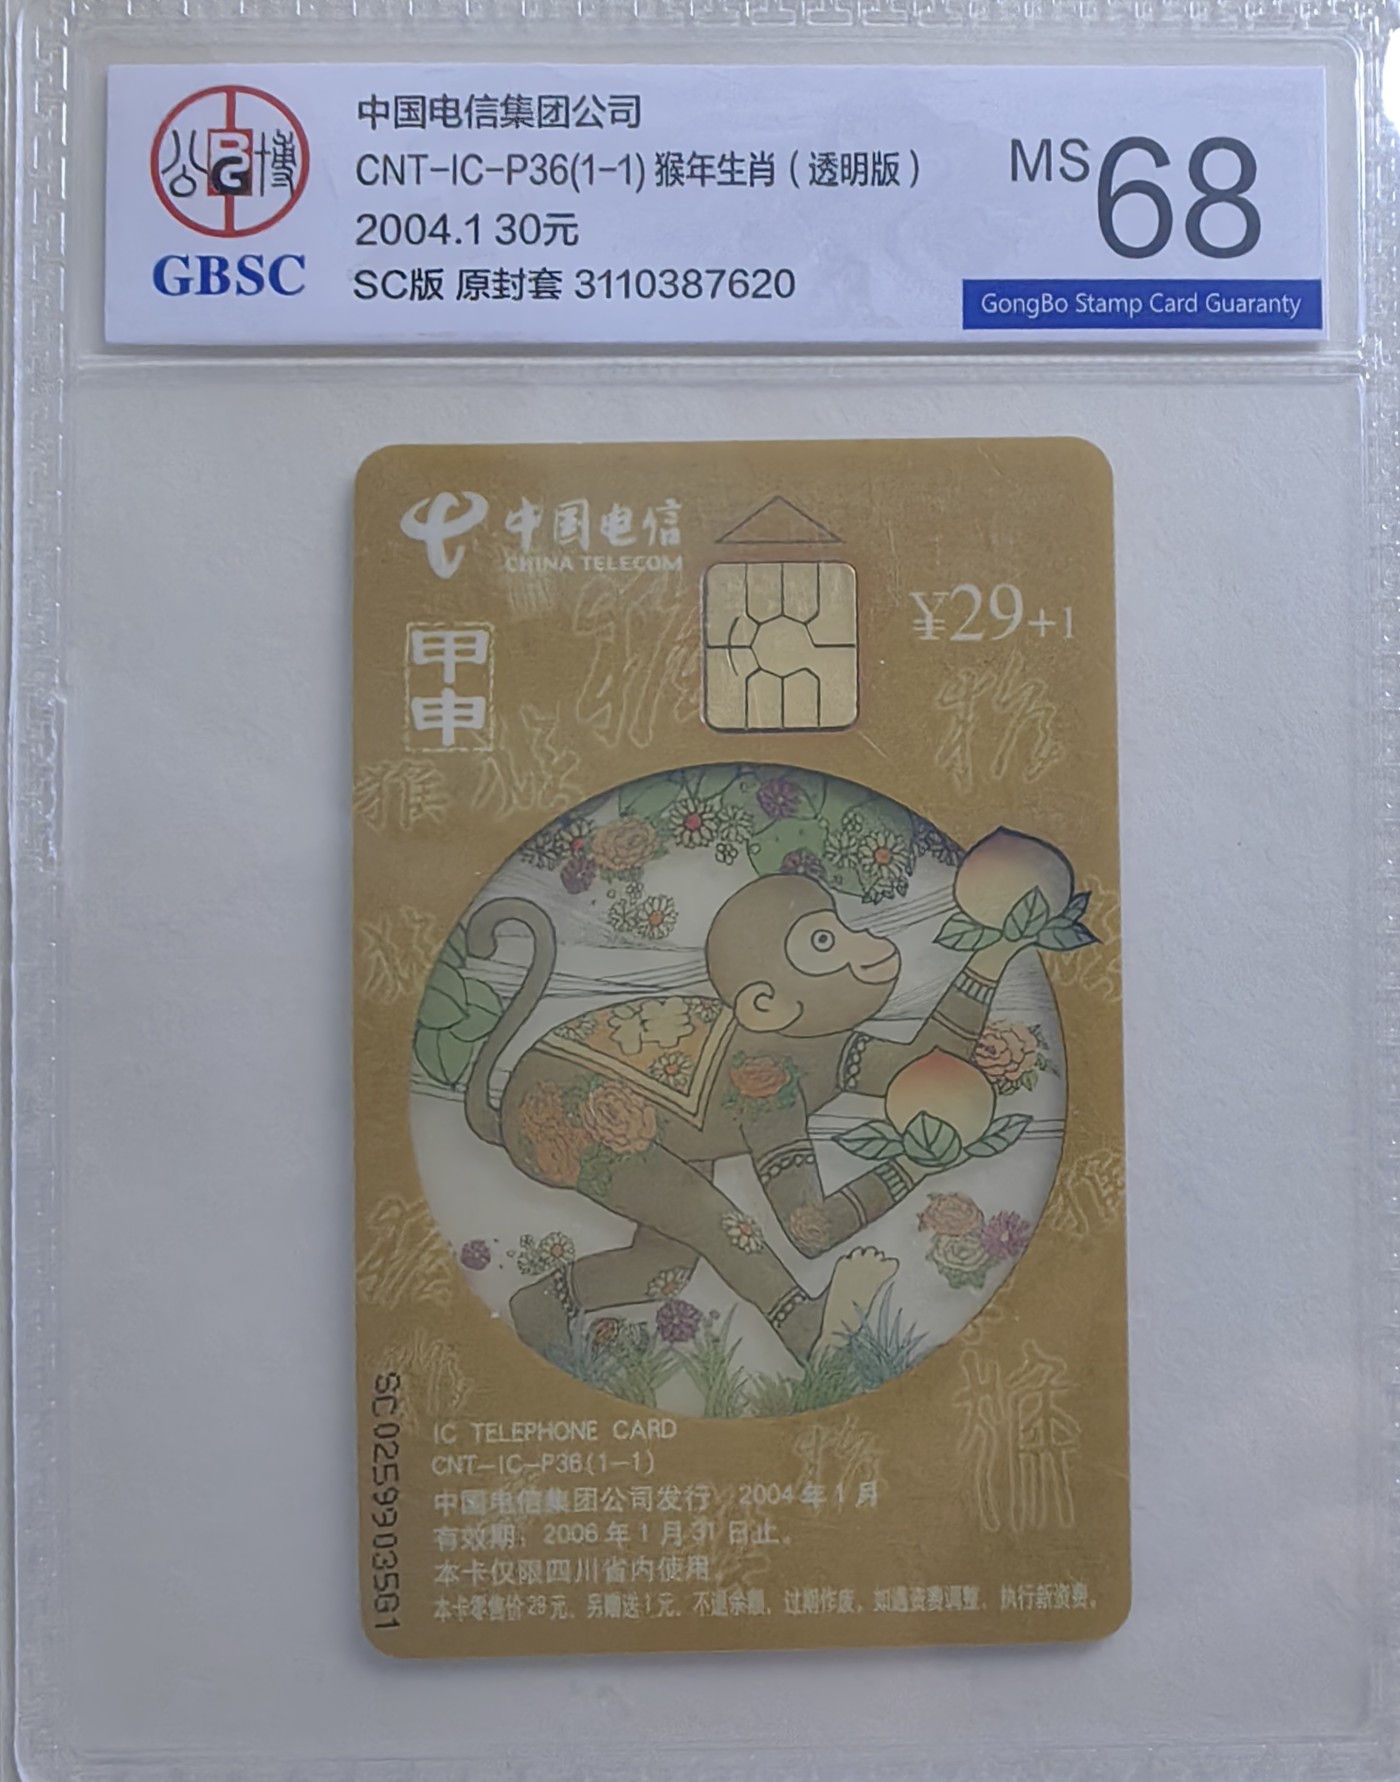 公博
GBSC
中国电信集团公司
CNT-IC-P36(1-1) 猴年生肖（透明版）
2004.1 30元
SC版 原封套 3110387620
MS 68
GongBo Stamp Card Guaranty
中国电信
CHINA TELECOM
¥29+1
甲申
SC02599035G1
IC TELEPHONE CARD
CNT-IC-P36(1-1)
中国电信集团公司发行 2004年1月
有效期：2006年1月31日止。
本卡仅限四川省内使用。
本卡零售价29元，另赠送1元，不退余额，过期作废，如遇资费调整，执行新资费。